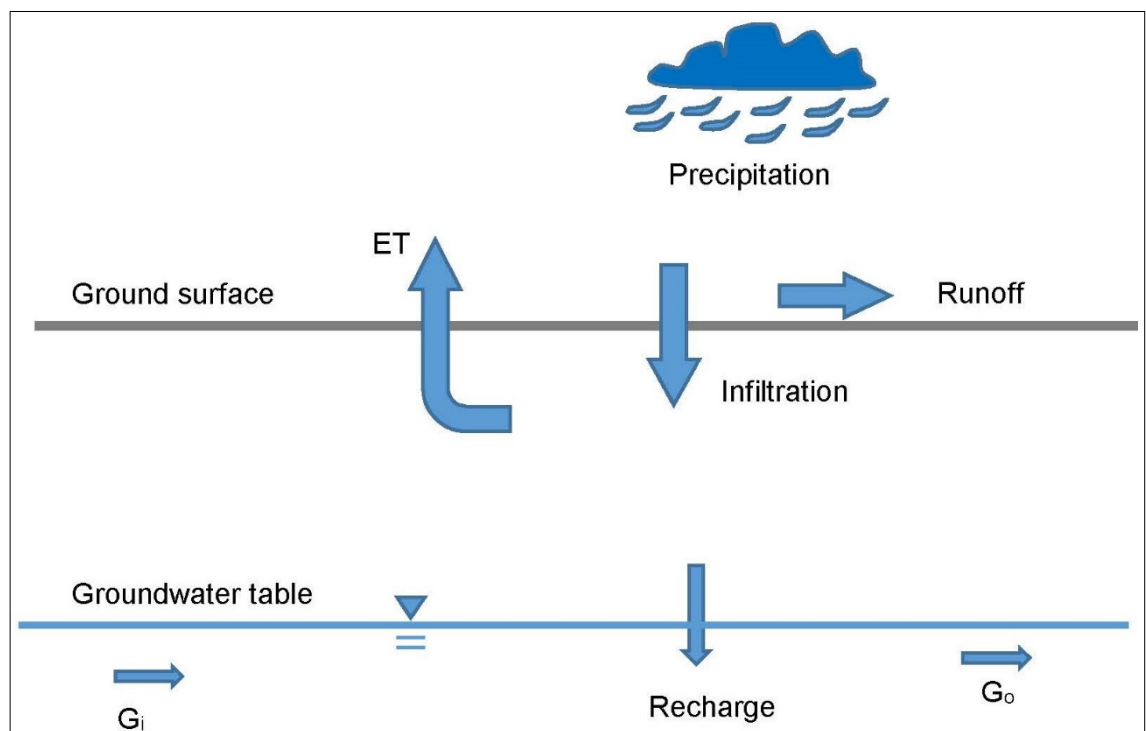 Precipitation
ET
Ground surface
Runoff
Infiltration
Groundwater table
Gi
Recharge
Go